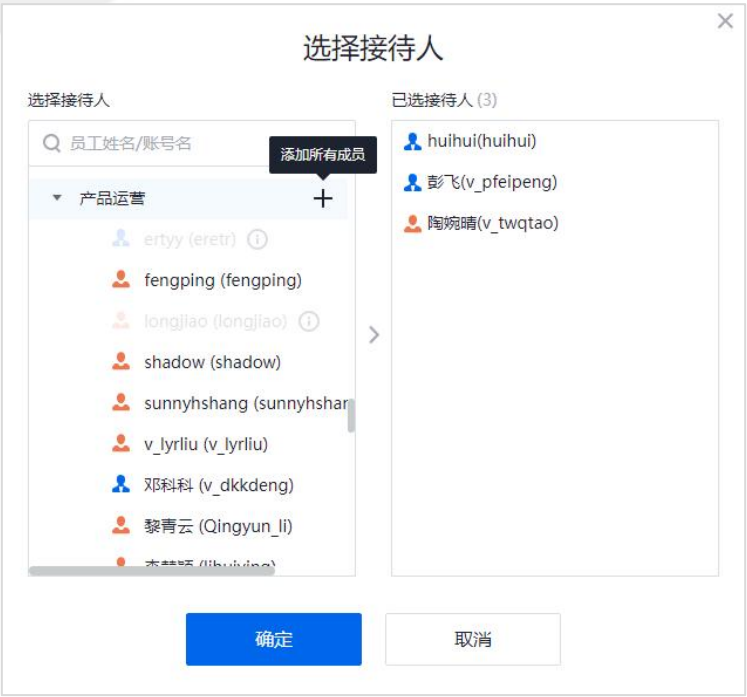 选择接待人
选择接待人
员工姓名/账号名
添加所有成员
产品运营
ertyy (eretr)
fengping (fengping)
longjiao (longjiao)
shadow (shadow)
sunnyhshang (sunnyhshar
v_lyrliu (v_lyrliu)
邓科科 (v_dkkdeng)
黎青云 (Qingyun_li)
已选接待人 (3)
huihui(huihui)
彭飞(v_pfeipeng)
陶婉晴(v_twqtao)
确定
取消